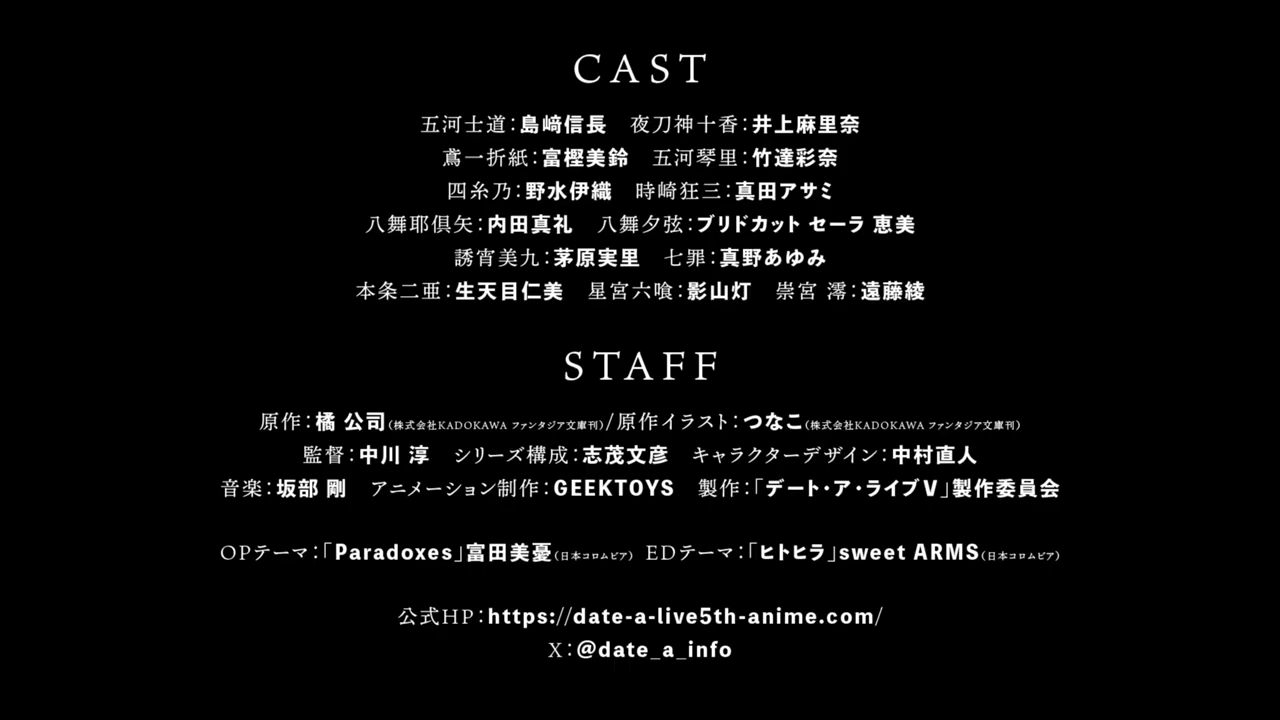 CAST
五河士道：島﨑信長　夜刀神十香：井上麻里奈
鳶一折紙：富樫美鈴　五河琴里：竹達彩奈
四糸乃：野水伊織　時崎狂三：真田アサミ
八舞耶倶矢：内田真礼　八舞夕弦：ブリドカット セーラ 恵美
誘宵美九：茅原実里　七罪：真野あゆみ
本条二亜：生天目仁美　星宮六喰：影山灯　崇宮 澪：遠藤綾
STAFF
原作：橘 公司（株式会社KADOKAWA ファンタジア文庫刊）/原作イラスト：つなこ（株式会社KADOKAWA ファンタジア文庫刊）
監督：中川 淳　シリーズ構成：志茂文彦　キャラクターデザイン：中村直人
音楽：坂部 剛　アニメーション制作：GEEKTOYS　製作：「デート・ア・ライブⅤ」製作委員会
OPテーマ：「Paradoxes」富田美憂（日本コロムビア）　EDテーマ：「ヒトヒラ」sweet ARMS（日本コロムビア）
公式HP：https://date-a-live5th-anime.com/
X：@date_a_info